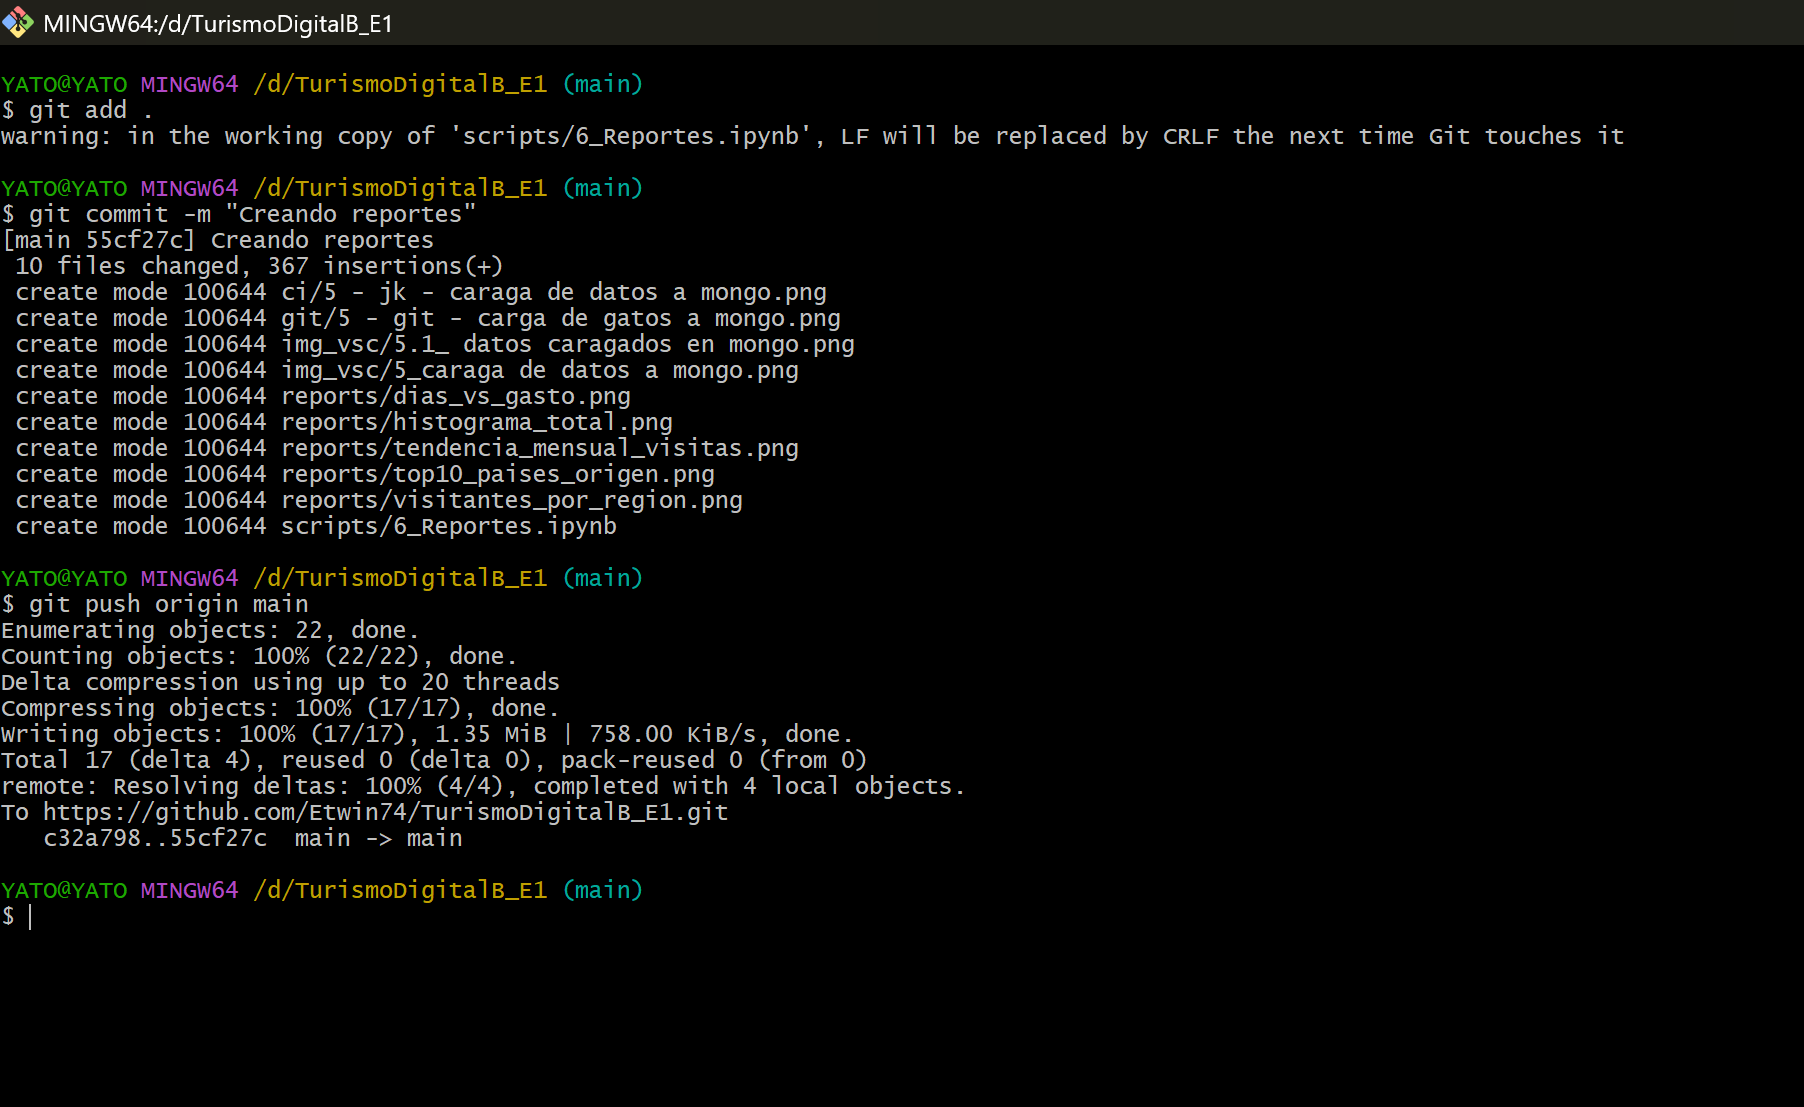 MINGW64:/d/TurismoDigitalB_E1
YATO@YATO MINGW64 /d/TurismoDigitalB_E1 (main)
$ git add .
warning: in the working copy of 'scripts/6_Reportes.ipynb', LF will be replaced by CRLF the next time Git touches it
YATO@YATO MINGW64 /d/TurismoDigitalB_E1 (main)
$ git commit -m "Creando reportes"
[main 55cf27c] Creando reportes
 10 files changed, 367 insertions(+)
 create mode 100644 ci/5 - jk - caraga de datos a mongo.png
 create mode 100644 git/5 - git - carga de gatos a mongo.png
 create mode 100644 img_vsc/5.1_ datos caragados en mongo.png
 create mode 100644 img_vsc/5_caraga de datos a mongo.png
 create mode 100644 reports/dias_vs_gasto.png
 create mode 100644 reports/histograma_total.png
 create mode 100644 reports/tendencia_mensual_visitas.png
 create mode 100644 reports/top10_paises_origen.png
 create mode 100644 reports/visitantes_por_region.png
 create mode 100644 scripts/6_Reportes.ipynb
YATO@YATO MINGW64 /d/TurismoDigitalB_E1 (main)
$ git push origin main
Enumerating objects: 22, done.
Counting objects: 100% (22/22), done.
Delta compression using up to 20 threads
Compressing objects: 100% (17/17), done.
Writing objects: 100% (17/17), 1.35 MiB | 758.00 KiB/s, done.
Total 17 (delta 4), reused 0 (delta 0), pack-reused 0 (from 0)
remote: Resolving deltas: 100% (4/4), completed with 4 local objects.
To https://github.com/Etwin74/TurismoDigitalB_E1.git
   c32a798..55cf27c  main -> main
YATO@YATO MINGW64 /d/TurismoDigitalB_E1 (main)
$